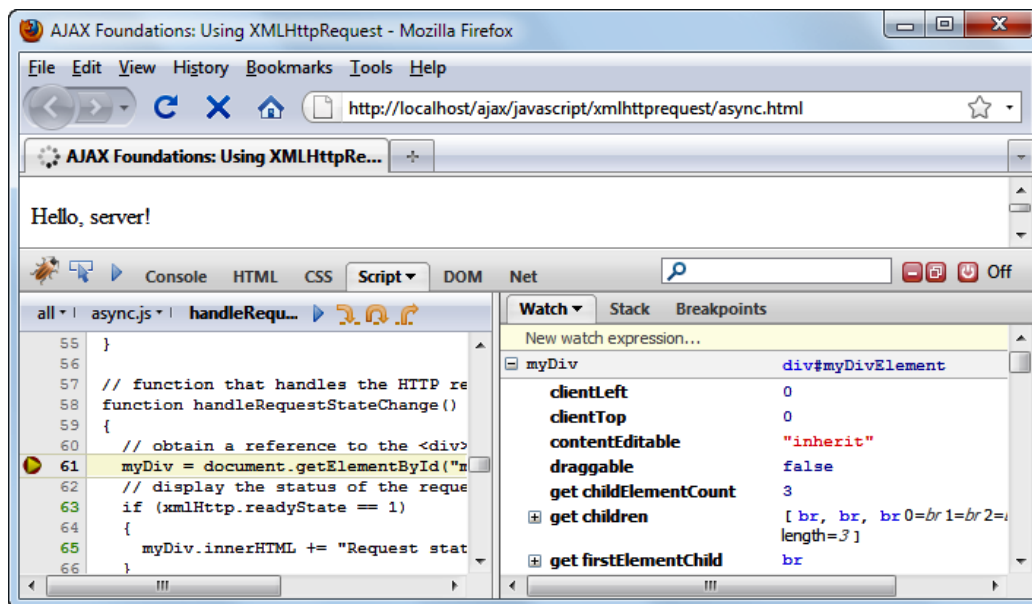 AJAX Foundations: Using XMLHttpRequest - Mozilla Firefox
File Edit View History Bookmarks Tools Help
http://localhost/ajax/javascript/xmlhttprequest/async.html
AJAX Foundations: Using XMLHttpRe...
Hello, server!
Console HTML CSS Script DOM Net Off
all async.js handleRequ...
55 }
56
57 // function that handles the HTTP re
58 function handleRequestStateChange()
59 {
60 // obtain a reference to the <div>
61 myDiv = document.getElementById("m
62 // display the status of the reque
63 if (xmlHttp.readyState == 1)
64 {
65 myDiv.innerHTML += "Request stat
66 }
Watch Stack Breakpoints
New watch expression...
myDiv div#myDivElement
clientLeft 0
clientTop 0
contentEditable "inherit"
draggable false
get childElementCount 3
get children [ br, br, br 0=br 1=br 2=
length=3 ]
get firstElementChild br